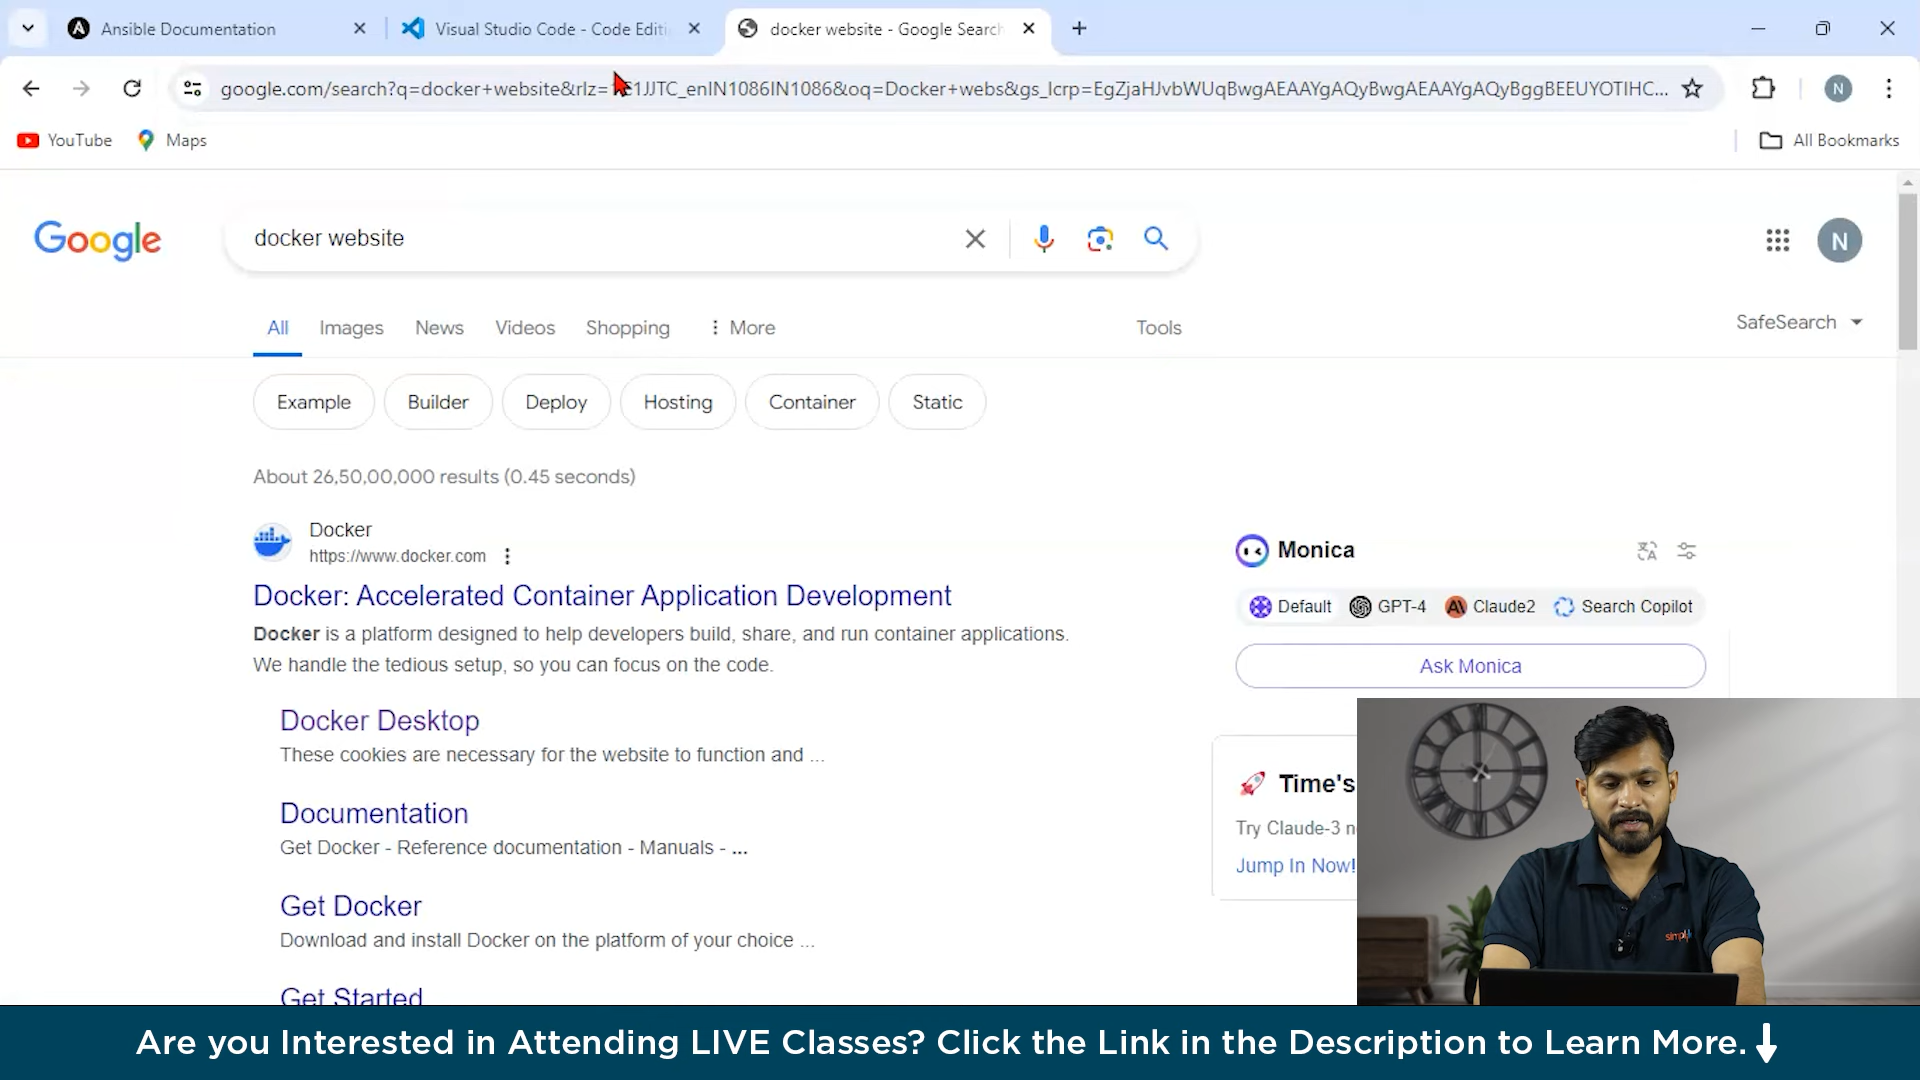 Ansible Documentation
Visual Studio Code - Code Editi
docker website - Google Search
google.com/search?q=docker+website&rlz=
JJTC_enIN1086IN1086&oq=Docker+webs&gs_lcrp=EgZjaHJvbWUqBwgAEAAYgAQyBwgAEAAYgAQyBggBEEUYOTIHC...
N
YouTube
Maps
All Bookmarks
Google
docker website
N
All
Images
News
Videos
Shopping
More
Tools
SafeSearch
Example
Builder
Deploy
Hosting
Container
Static
About 26,50,00,000 results (0.45 seconds)
Docker
https://www.docker.com
Docker: Accelerated Container Application Development
Docker is a platform designed to help developers build, share, and run container applications.
We handle the tedious setup, so you can focus on the code.
Docker Desktop
These cookies are necessary for the website to function and ...
Documentation
Get Docker - Reference documentation - Manuals - ...
Get Docker
Download and install Docker on the platform of your choice ...
Get Started
Monica
Default
GPT-4
Claude2
Search Copilot
Ask Monica
Time's
Try Claude-3 n
Jump In Now!
Are you Interested in Attending LIVE Classes? Click the Link in the Description to Learn More.